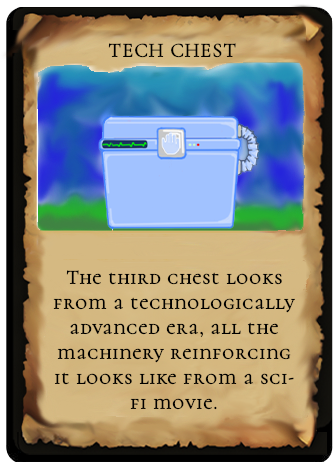 TECH CHEST
The third chest looks
from a technologically
advanced era, all the
machinery reinforcing
it looks like from a sci-
fi movie.